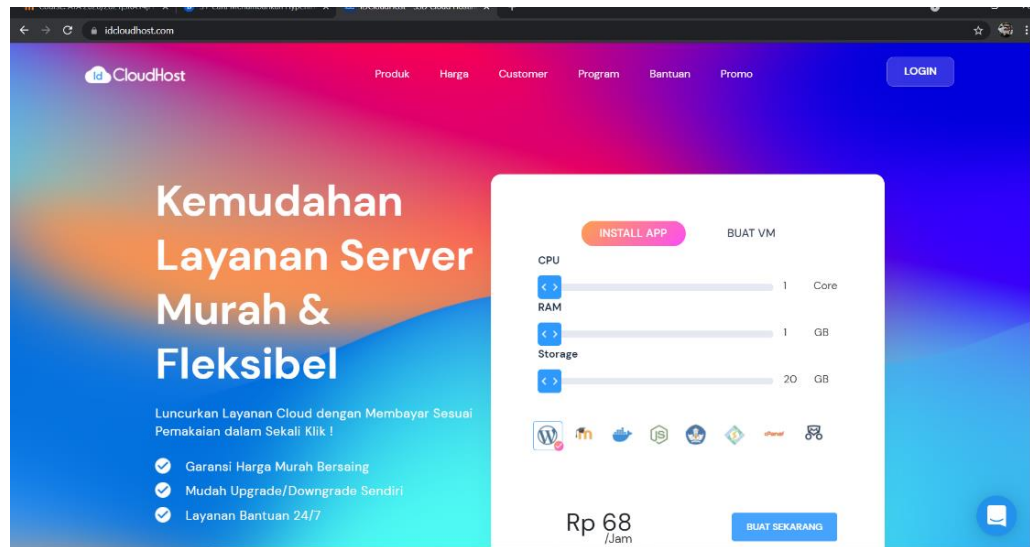 idcloudhost.com
Id CloudHost
Produk Harga Customer Program Bantuan Promo
LOGIN
Kemudahan
Layanan Server
Murah &
Fleksibel
Luncurkan Layanan Cloud dengan Membayar Sesuai
Pemakaian dalam Sekali Klik !
Garansi Harga Murah Bersaing
Mudah Upgrade/Downgrade Sendiri
Layanan Bantuan 24/7
INSTALL APP BUAT VM
CPU
1 Core
RAM
1 GB
Storage
20 GB
Rp 68
/Jam
BUAT SEKARANG